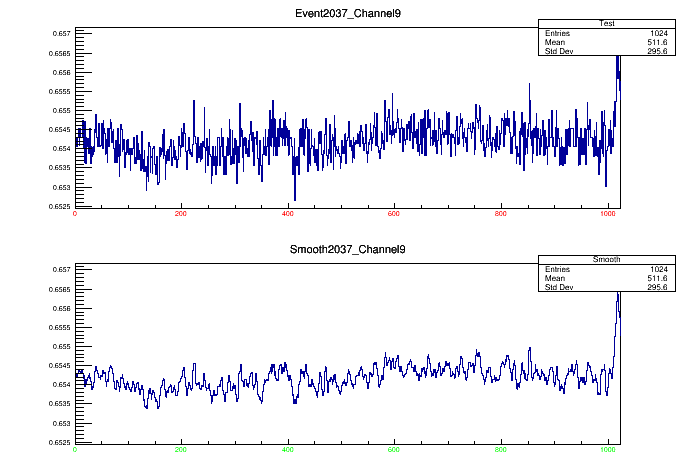 Event2037_Channel9
Test
Entries 1024
Mean 511.6
Std Dev 295.6
0.657
0.6565
0.656
0.6555
0.655
0.6545
0.654
0.6535
0.653
0.6525
0 200 400 600 800 1000
Smooth2037_Channel9
Smooth
Entries 1024
Mean 511.6
Std Dev 295.6
0.657
0.6565
0.656
0.6555
0.655
0.6545
0.654
0.6535
0.653
0.6525
0 200 400 600 800 1000